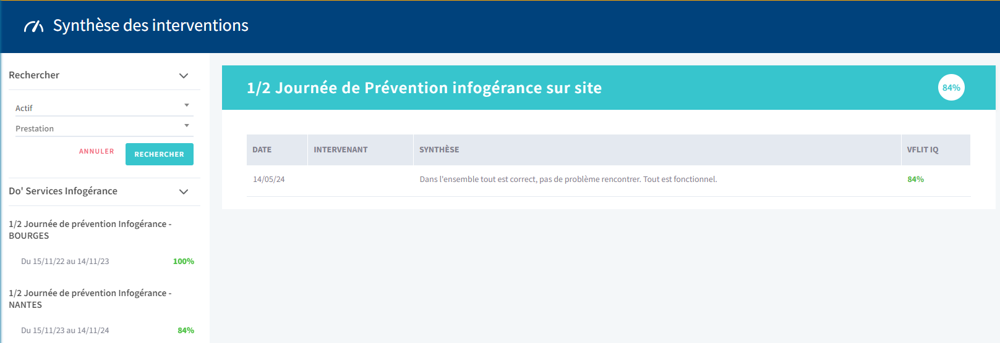 Synthèse des interventions
Rechercher
Actif
Prestation
ANNULER
RECHERCHER
Do' Services Infogérance
1/2 Journée de prévention Infogérance -
BOURGES
Du 15/11/22 au 14/11/23
100%
1/2 Journée de prévention Infogérance -
NANTES
Du 15/11/23 au 14/11/24
84%
1/2 Journée de Prévention infogérance sur site
84%
DATE
INTERVENANT
SYNTHÈSE
VFLIT IQ
14/05/24
Dans l'ensemble tout est correct, pas de problème rencontrer. Tout est fonctionnel.
84%